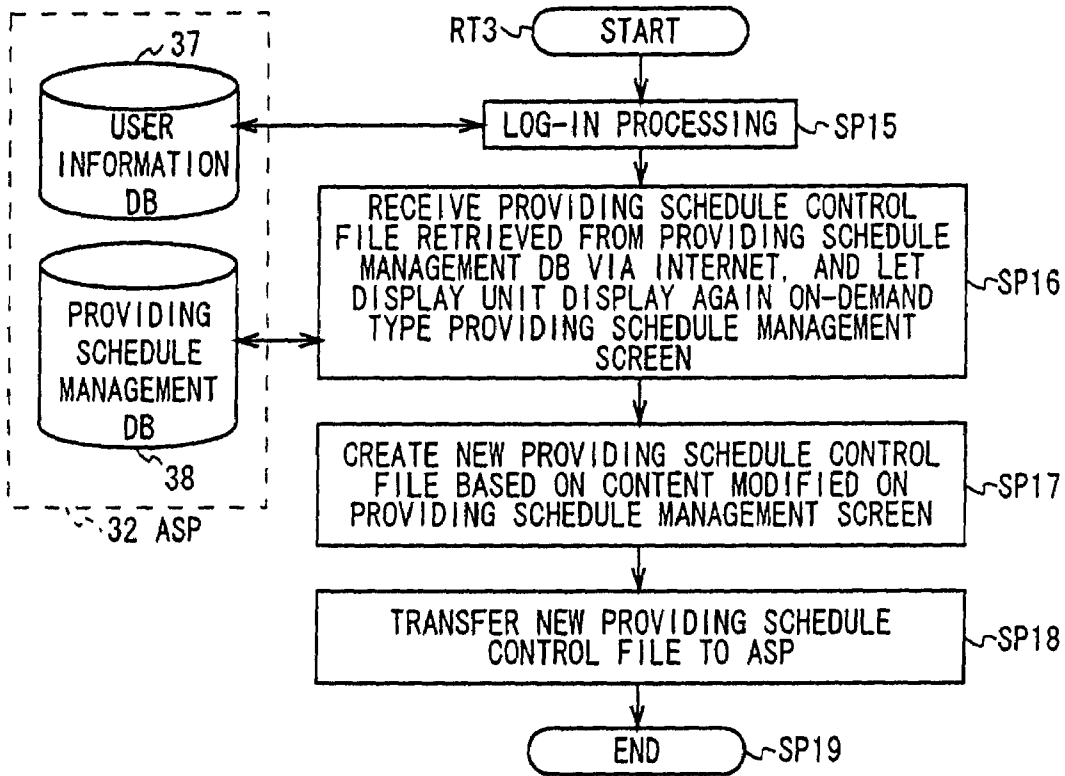 RT3
START
37
USER
INFORMATION
DB
LOG-IN PROCESSING
SP15
RECEIVE PROVIDING SCHEDULE CONTROL
FILE RETRIEVED FROM PROVIDING SCHEDULE
MANAGEMENT DB VIA INTERNET, AND LET
DISPLAY UNIT DISPLAY AGAIN ON-DEMAND
TYPE PROVIDING SCHEDULE MANAGEMENT
SCREEN
SP16
PROVIDING
SCHEDULE
MANAGEMENT
DB
38
32 ASP
CREATE NEW PROVIDING SCHEDULE CONTROL
FILE BASED ON CONTENT MODIFIED ON
PROVIDING SCHEDULE MANAGEMENT SCREEN
SP17
TRANSFER NEW PROVIDING SCHEDULE
CONTROL FILE TO ASP
SP18
END
SP19